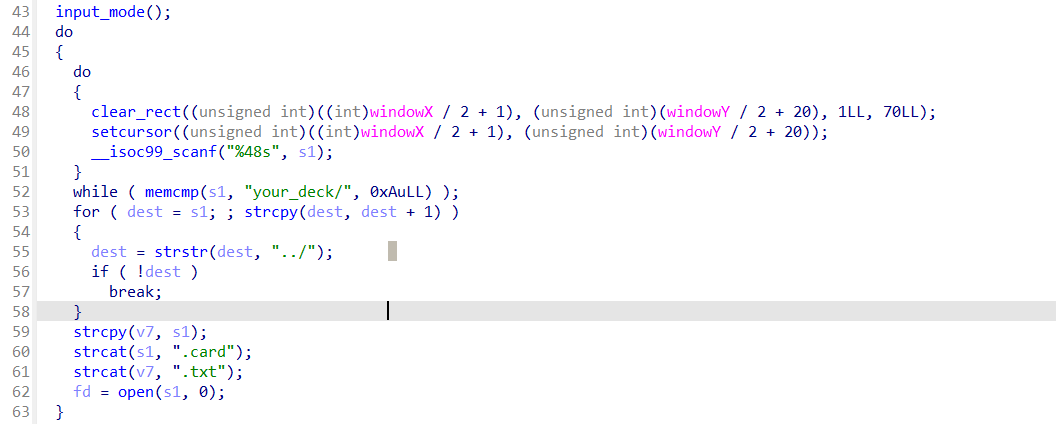 43 input_mode();
44 do
45 {
46 do
47 {
48 clear_rect((unsigned int)((int)windowX / 2 + 1), (unsigned int)(windowY / 2 + 20), 1LL, 70LL);
49 setcursor((unsigned int)((int)windowX / 2 + 1), (unsigned int)(windowY / 2 + 20));
50 __isoc99_scanf("%48s", s1);
51 }
52 while ( memcmp(s1, "your_deck/", 0xAuLL) );
53 for ( dest = s1; ; strcpy(dest, dest + 1) )
54 {
55 dest = strstr(dest, "../");
56 if ( !dest )
57 break;
58 }
59 strcpy(v7, s1);
60 strcat(s1, ".card");
61 strcat(v7, ".txt");
62 fd = open(s1, 0);
63 }